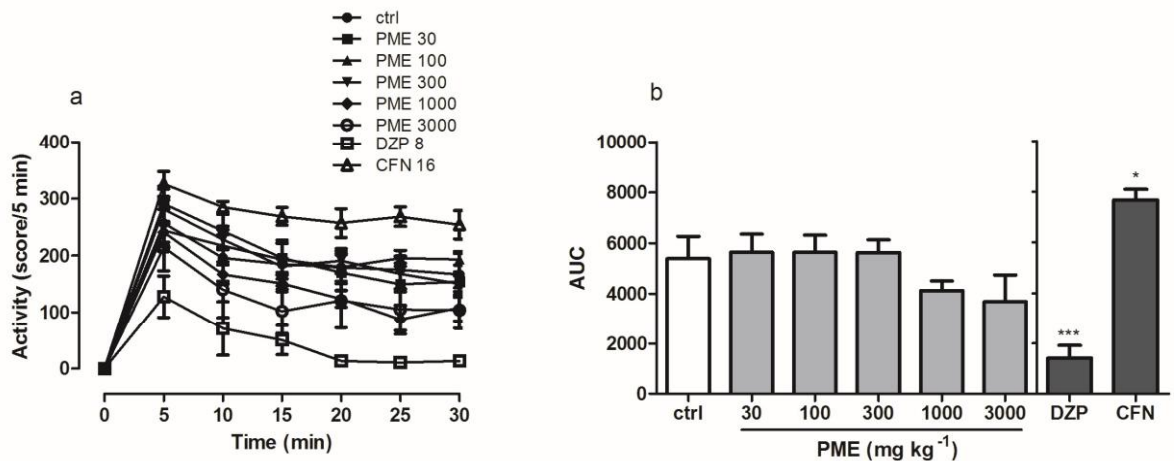 a
ctrl
PME 30
PME 100
PME 300
PME 1000
PME 3000
DZP 8
CFN 16
Activity (score/5 min)
400
300
200
100
0
0 5 10 15 20 25 30
Time (min)
b
AUC
10000
8000
6000
4000
2000
0
***
*
ctrl 30 100 300 1000 3000 DZP CFN
PME (mg kg⁻¹)